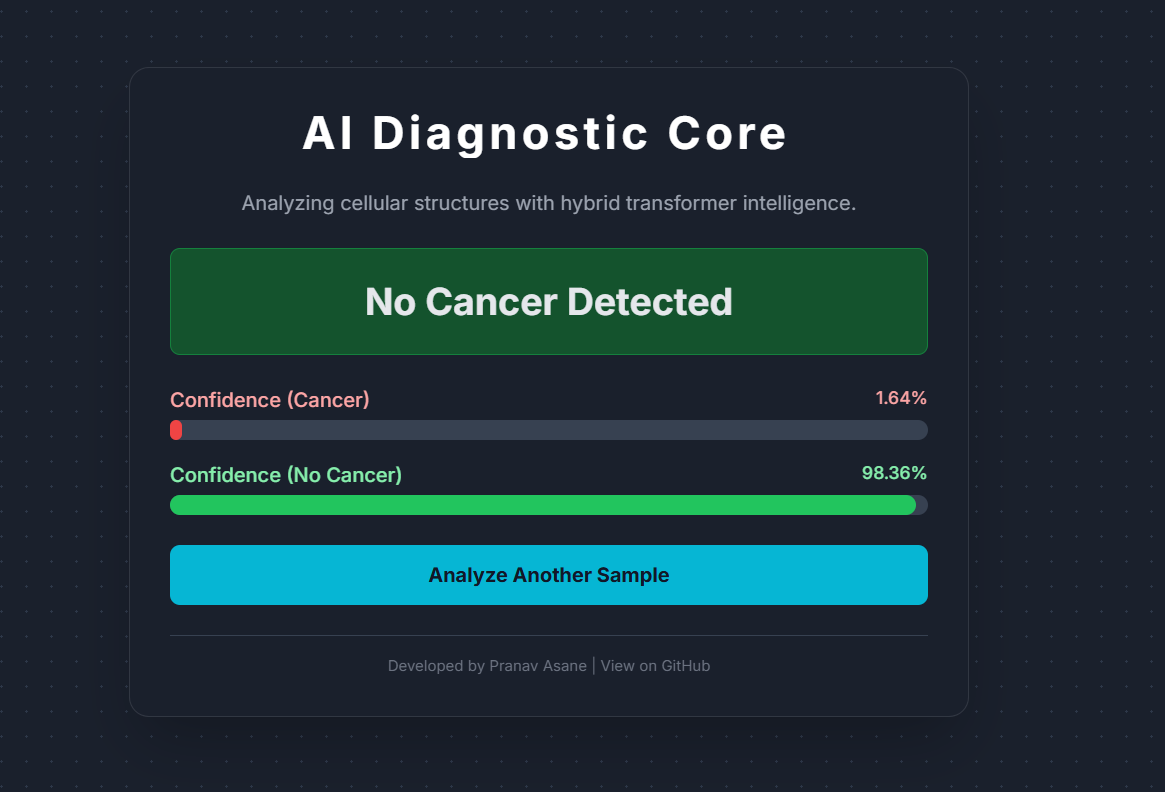 AI Diagnostic Core
Analyzing cellular structures with hybrid transformer intelligence.
No Cancer Detected
Confidence (Cancer) 1.64%
Confidence (No Cancer) 98.36%
Analyze Another Sample
Developed by Pranav Asane | View on GitHub